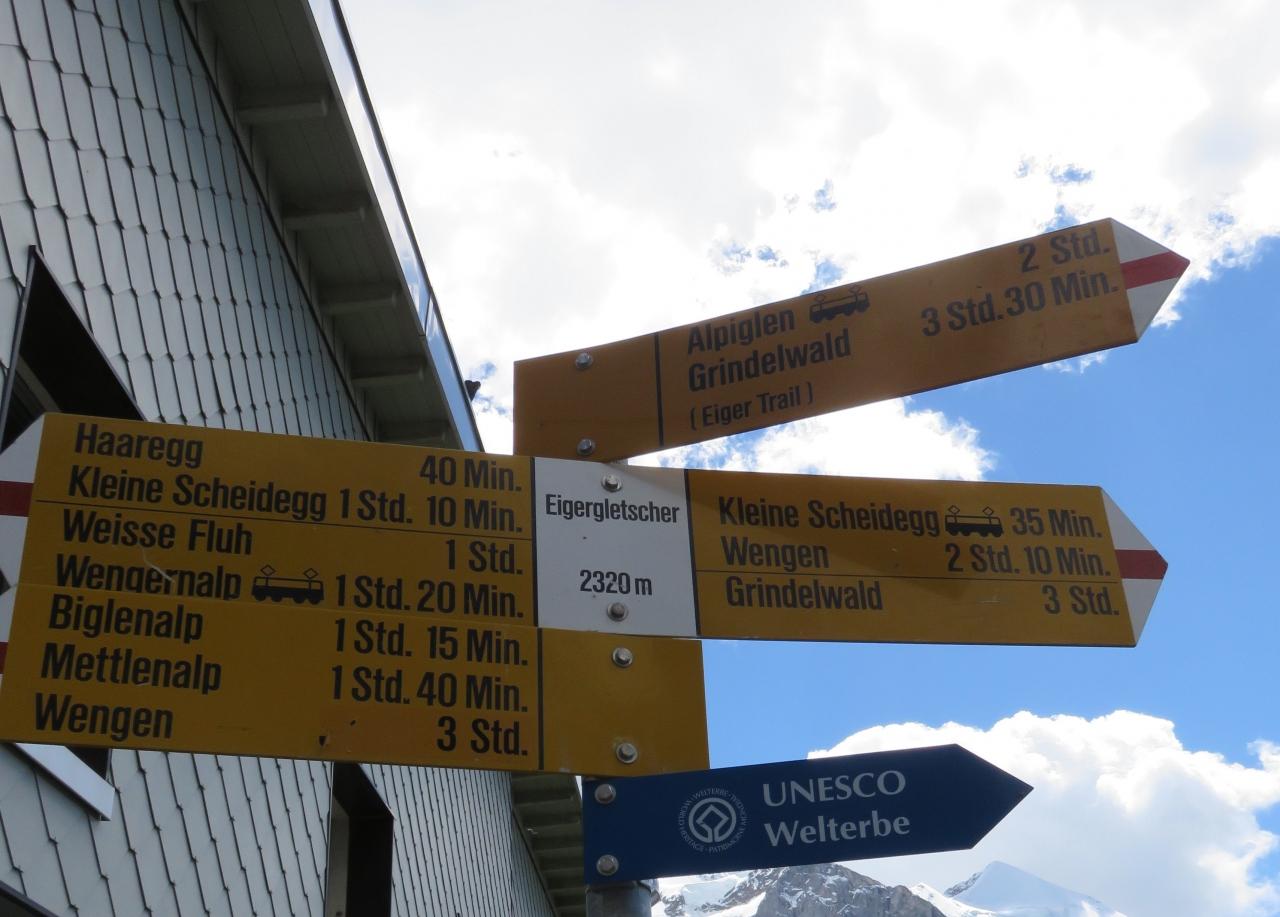 2 Std.
Alpiglen
3 Std. 30 Min.
Grindelwald
( Eiger Trail )
Haaregg 40 Min.
Kleine Scheidegg 1 Std. 10 Min.
Weisse Fluh 1 Std.
Wengernalp 1 Std. 20 Min.
Biglenalp 1 Std. 15 Min.
Mettlenalp 1 Std. 40 Min.
Wengen 3 Std.
Eigergletscher
2320 m
Kleine Scheidegg 35 Min.
Wengen 2 Std. 10 Min.
Grindelwald 3 Std.
UNESCO
Welterbe